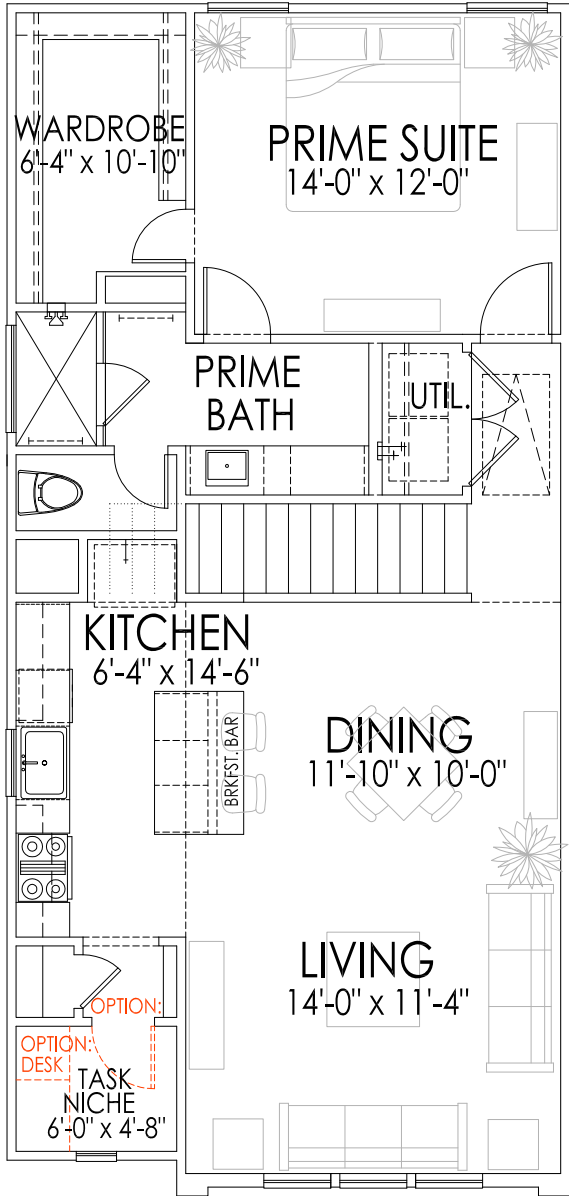 WARDROBE
6'-4" x 10'-10"
PRIME SUITE
14'-0" x 12'-0"
PRIME
BATH
UTIL.
KITCHEN
6'-4" x 14'-6"
BRKFST. BAR
DINING
11'-10" x 10'-0"
LIVING
14'-0" x 11'-4"
OPTION:
OPTION:
DESK
TASK
NICHE
6'-0" x 4'-8"